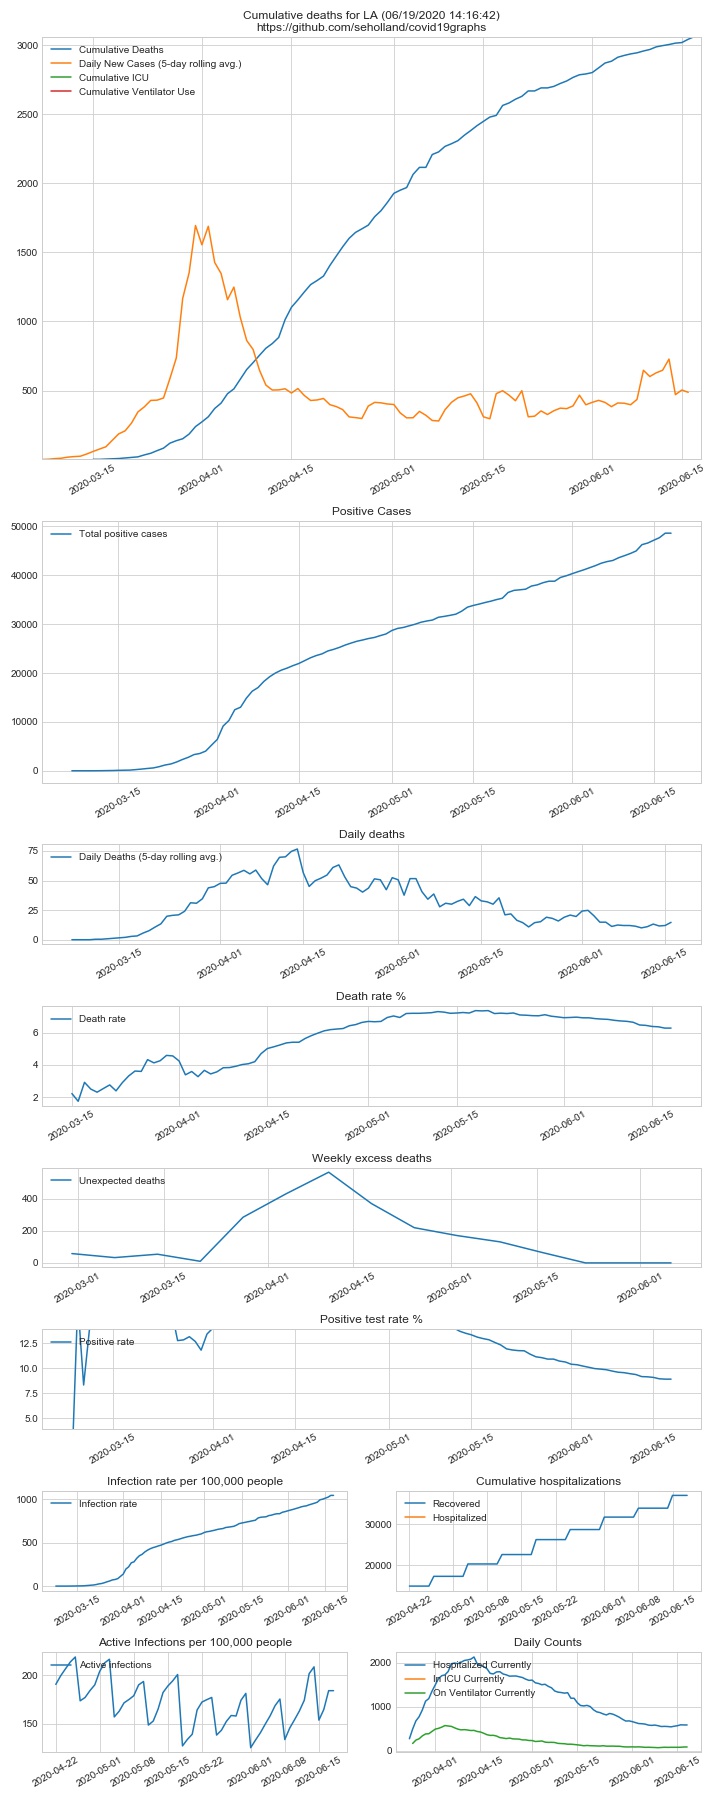 Cumulative deaths for LA (06/19/2020 14:16:42)
https://github.com/seholland/covid19graphs
Cumulative Deaths
Daily New Cases (5-day rolling avg.)
Cumulative ICU
Cumulative Ventilator Use
3000
2500
2000
1500
1000
500
2020-03-15 2020-04-01 2020-04-15 2020-05-01 2020-05-15 2020-06-01 2020-06-15
Positive Cases
Total positive cases
50000
40000
30000
20000
10000
0
2020-03-15 2020-04-01 2020-04-15 2020-05-01 2020-05-15 2020-06-01 2020-06-15
Daily deaths
Daily Deaths (5-day rolling avg.)
75
50
25
0
2020-03-15 2020-04-01 2020-04-15 2020-05-01 2020-05-15 2020-06-01 2020-06-15
Death rate %
Death rate
6
4
2
2020-03-15 2020-04-01 2020-04-15 2020-05-01 2020-05-15 2020-06-01 2020-06-15
Weekly excess deaths
Unexpected deaths
400
200
0
2020-03-01 2020-03-15 2020-04-01 2020-04-15 2020-05-01 2020-05-15 2020-06-01
Positive test rate %
Positive rate
12.5
10.0
7.5
5.0
2020-03-15 2020-04-01 2020-04-15 2020-05-01 2020-05-15 2020-06-01 2020-06-15
Infection rate per 100,000 people
Infection rate
1000
500
0
2020-03-15 2020-04-01 2020-04-15 2020-05-01 2020-05-15 2020-06-01 2020-06-15
Cumulative hospitalizations
Recovered
Hospitalized
30000
20000
2020-04-22 2020-05-01 2020-05-08 2020-05-15 2020-05-22 2020-06-01 2020-06-08 2020-06-15
Active Infections per 100,000 people
Active infections
200
150
2020-04-22 2020-05-01 2020-05-08 2020-05-15 2020-05-22 2020-06-01 2020-06-08 2020-06-15
Daily Counts
Hospitalized Currently
In ICU Currently
On Ventilator Currently
2000
1000
0
2020-04-01 2020-04-15 2020-05-01 2020-05-15 2020-06-01 2020-06-15